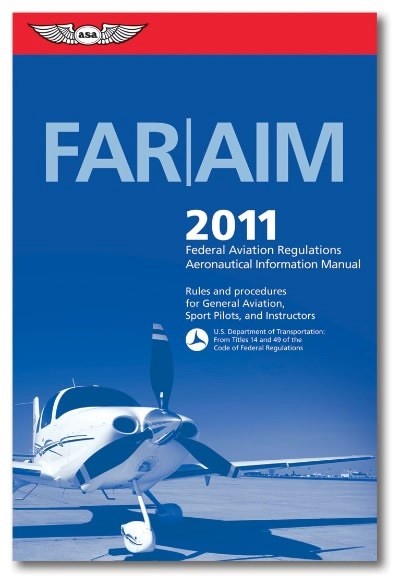 asa
FAR|AIM
2011
Federal Aviation Regulations
Aeronautical Information Manual
Rules and procedures
for General Aviation,
Sport Pilots, and Instructors
U.S. Department of Transportation:
From Titles 14 and 49 of the
Code of Federal Regulations